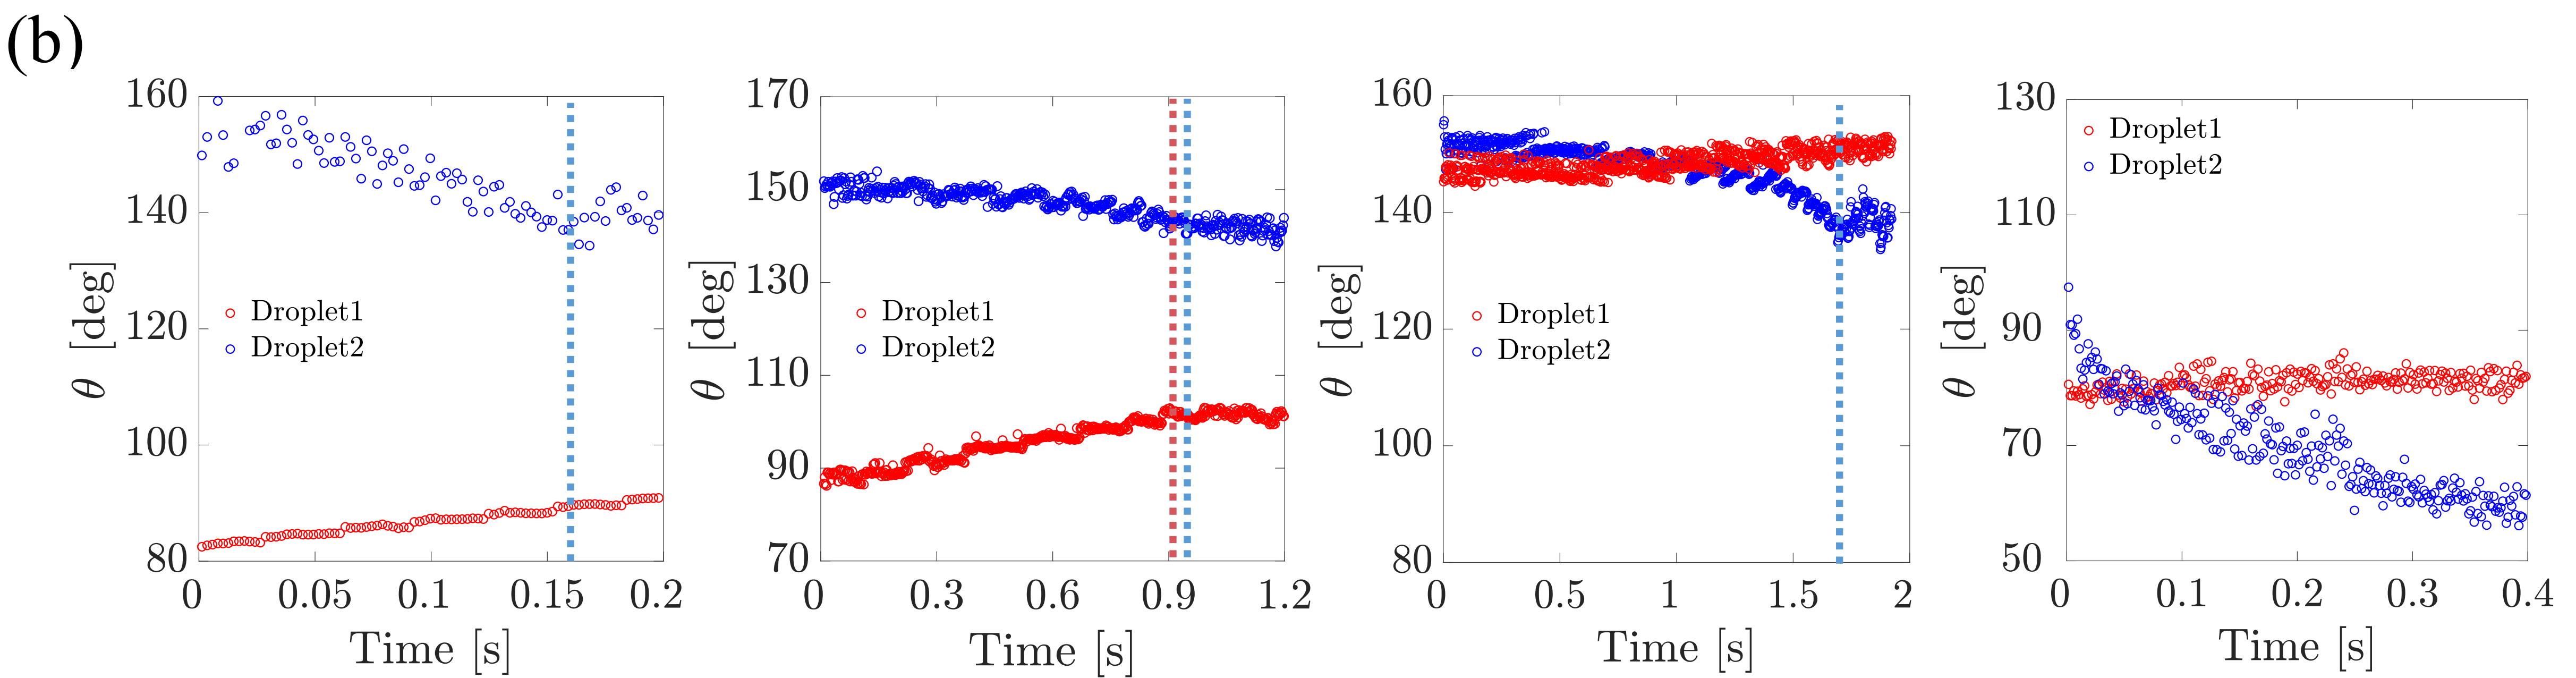 (b)
160
140
120
100
80
θ [deg]
Droplet1
Droplet2
0 0.05 0.1 0.15 0.2
Time [s]
170
150
130
110
90
70
θ [deg]
Droplet1
Droplet2
0 0.3 0.6 0.9 1.2
Time [s]
160
140
120
100
80
θ [deg]
Droplet1
Droplet2
0 0.5 1 1.5 2
Time [s]
130
110
90
70
50
θ [deg]
Droplet1
Droplet2
0 0.1 0.2 0.3 0.4
Time [s]